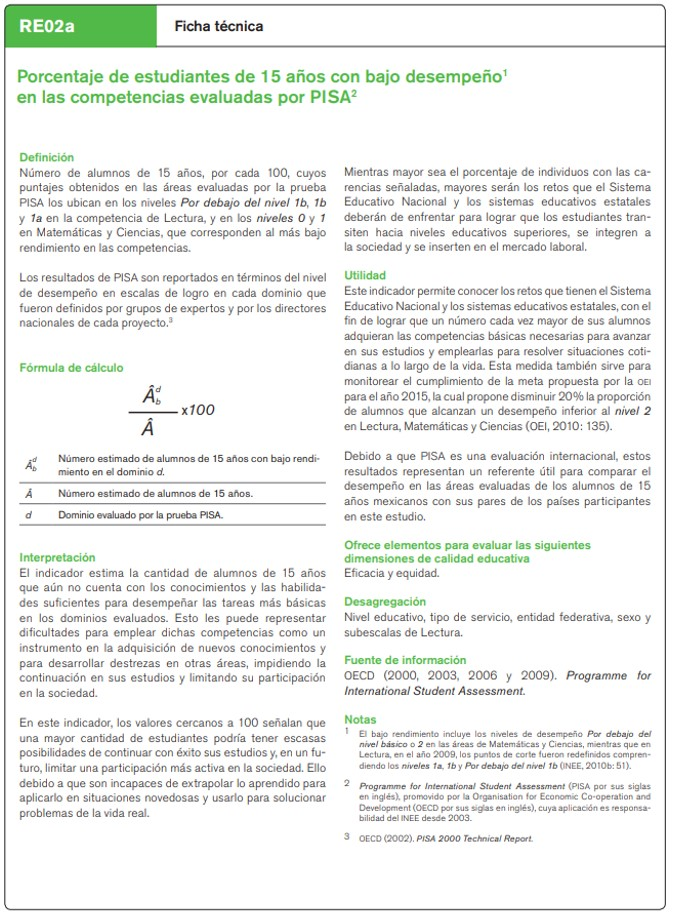 RE02a
Ficha técnica
Porcentaje de estudiantes de 15 años con bajo desempeño¹
en las competencias evaluadas por PISA²
Definición
Número de alumnos de 15 años, por cada 100, cuyos
puntajes obtenidos en las áreas evaluadas por la prueba
PISA los ubican en los niveles Por debajo del nivel 1b, 1b
y 1a en la competencia de Lectura, y en los niveles 0 y 1
en Matemáticas y Ciencias, que corresponden al más bajo
rendimiento en las competencias.
Los resultados de PISA son reportados en términos del nivel
de desempeño en escalas de logro en cada dominio que
fueron definidos por grupos de expertos y por los directores
nacionales de cada proyecto.³
Fórmula de cálculo
Â d b
x100
Â
Â d b Número estimado de alumnos de 15 años con bajo rendi-
miento en el dominio d.
Â Número estimado de alumnos de 15 años.
d Dominio evaluado por la prueba PISA.
Interpretación
El indicador estima la cantidad de alumnos de 15 años
que aún no cuenta con los conocimientos y las habilida-
des suficientes para desempeñar las tareas más básicas
en los dominios evaluados. Esto les puede representar
dificultades para emplear dichas competencias como un
instrumento en la adquisición de nuevos conocimientos y
para desarrollar destrezas en otras áreas, impidiendo la
continuación en sus estudios y limitando su participación
en la sociedad.
En este indicador, los valores cercanos a 100 señalan que
una mayor cantidad de estudiantes podría tener escasas
posibilidades de continuar con éxito sus estudios y, en un fu-
turo, limitar una participación más activa en la sociedad. Ello
debido a que son incapaces de extrapolar lo aprendido para
aplicarlo en situaciones novedosas y usarlo para solucionar
problemas de la vida real.
Mientras mayor sea el porcentaje de individuos con las ca-
rencias señaladas, mayores serán los retos que el Sistema
Educativo Nacional y los sistemas educativos estatales
deberán de enfrentar para lograr que los estudiantes tran-
siten hacia niveles educativos superiores, se integren a
la sociedad y se inserten en el mercado laboral.
Utilidad
Este indicador permite conocer los retos que tienen el Sistema
Educativo Nacional y los sistemas educativos estatales, con el
fin de lograr que un número cada vez mayor de sus alumnos
adquieran las competencias básicas necesarias para avanzar
en sus estudios y emplearlas para resolver situaciones coti-
dianas a lo largo de la vida. Esta medida también sirve para
monitorear el cumplimiento de la meta propuesta por la OEI
para el año 2015, la cual propone disminuir 20% la proporción
de alumnos que alcanzan un desempeño inferior al nivel 2
en Lectura, Matemáticas y Ciencias (OEI, 2010: 135).
Debido a que PISA es una evaluación internacional, estos
resultados representan un referente útil para comparar el
desempeño en las áreas evaluadas de los alumnos de 15
años mexicanos con sus pares de los países participantes
en este estudio.
Ofrece elementos para evaluar las siguientes
dimensiones de calidad educativa
Eficacia y equidad.
Desagregación
Nivel educativo, tipo de servicio, entidad federativa, sexo y
subescalas de Lectura.
Fuente de información
OECD (2000, 2003, 2006 y 2009). Programme for
International Student Assessment.
Notas
1 El bajo rendimiento incluye los niveles de desempeño Por debajo del
nivel básico o 2 en las áreas de Matemáticas y Ciencias, mientras que en
Lectura, en el año 2009, los puntos de corte fueron redefinidos compren-
diendo los niveles 1a, 1b y Por debajo del nivel 1b (INEE, 2010b: 51).
2 Programme for International Student Assessment (PISA por sus siglas
en inglés), promovido por la Organisation for Economic Co-operation and
Development (OECD por sus siglas en inglés), cuya aplicación es responsa-
bilidad del INEE desde 2003.
3 OECD (2002). PISA 2000 Technical Report.